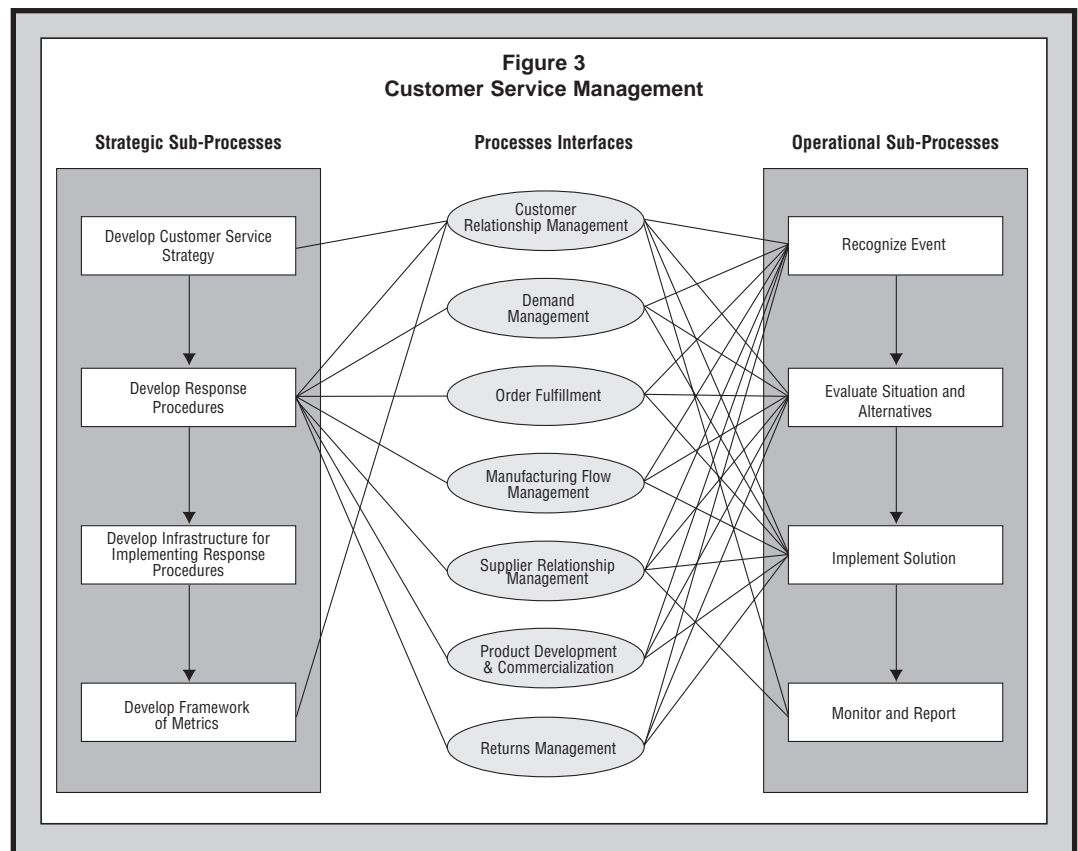 Figure 3
Customer Service Management
Strategic Sub-Processes
Processes Interfaces
Operational Sub-Processes
Develop Customer Service
Strategy
Develop Response
Procedures
Develop Infrastructure for
Implementing Response
Procedures
Develop Framework
of Metrics
Customer
Relationship Management
Demand
Management
Order Fulfillment
Manufacturing Flow
Management
Supplier Relationship
Management
Product Development
& Commercialization
Returns Management
Recognize Event
Evaluate Situation and
Alternatives
Implement Solution
Monitor and Report